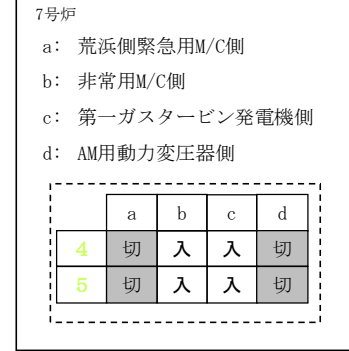 7号炉
a: 荒浜側緊急用M/C側
b: 非常用M/C側
c: 第一ガスタービン発電機側
d: AM用動力変圧器側
a b c d
4 切 入 入 切
5 切 入 入 切